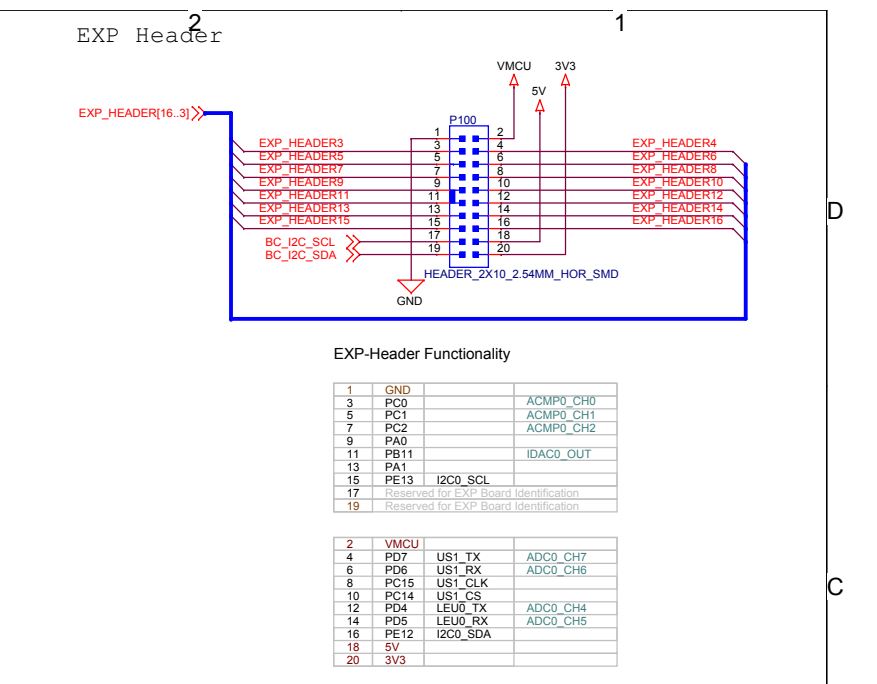 2 1
EXP Header
VMCU 3V3
5V
EXP_HEADER[16..3]
P100
1 2
EXP_HEADER3 3 4 EXP_HEADER4
EXP_HEADER5 5 6 EXP_HEADER6
EXP_HEADER7 7 8 EXP_HEADER8
EXP_HEADER9 9 10 EXP_HEADER10
EXP_HEADER11 11 12 EXP_HEADER12
EXP_HEADER13 13 14 EXP_HEADER14
EXP_HEADER15 15 16 EXP_HEADER16
D
BC_I2C_SCL 17 18
BC_I2C_SDA 19 20
HEADER_2X10_2.54MM_HOR_SMD
GND
EXP-Header Functionality
1 GND
3 PC0 ACMP0_CH0
5 PC1 ACMP0_CH1
7 PC2 ACMP0_CH2
9 PA0
11 PB11 IDAC0_OUT
13 PA1
15 PE13 I2C0_SCL
17 Reserved for EXP Board Identification
19 Reserved for EXP Board Identification
2 VMCU
4 PD7 US1_TX ADC0_CH7
6 PD6 US1_RX ADC0_CH6
8 PC15 US1_CLK
C
10 PC14 US1_CS
12 PD4 LEU0_TX ADC0_CH4
14 PD5 LEU0_RX ADC0_CH5
16 PE12 I2C0_SDA
18 5V
20 3V3